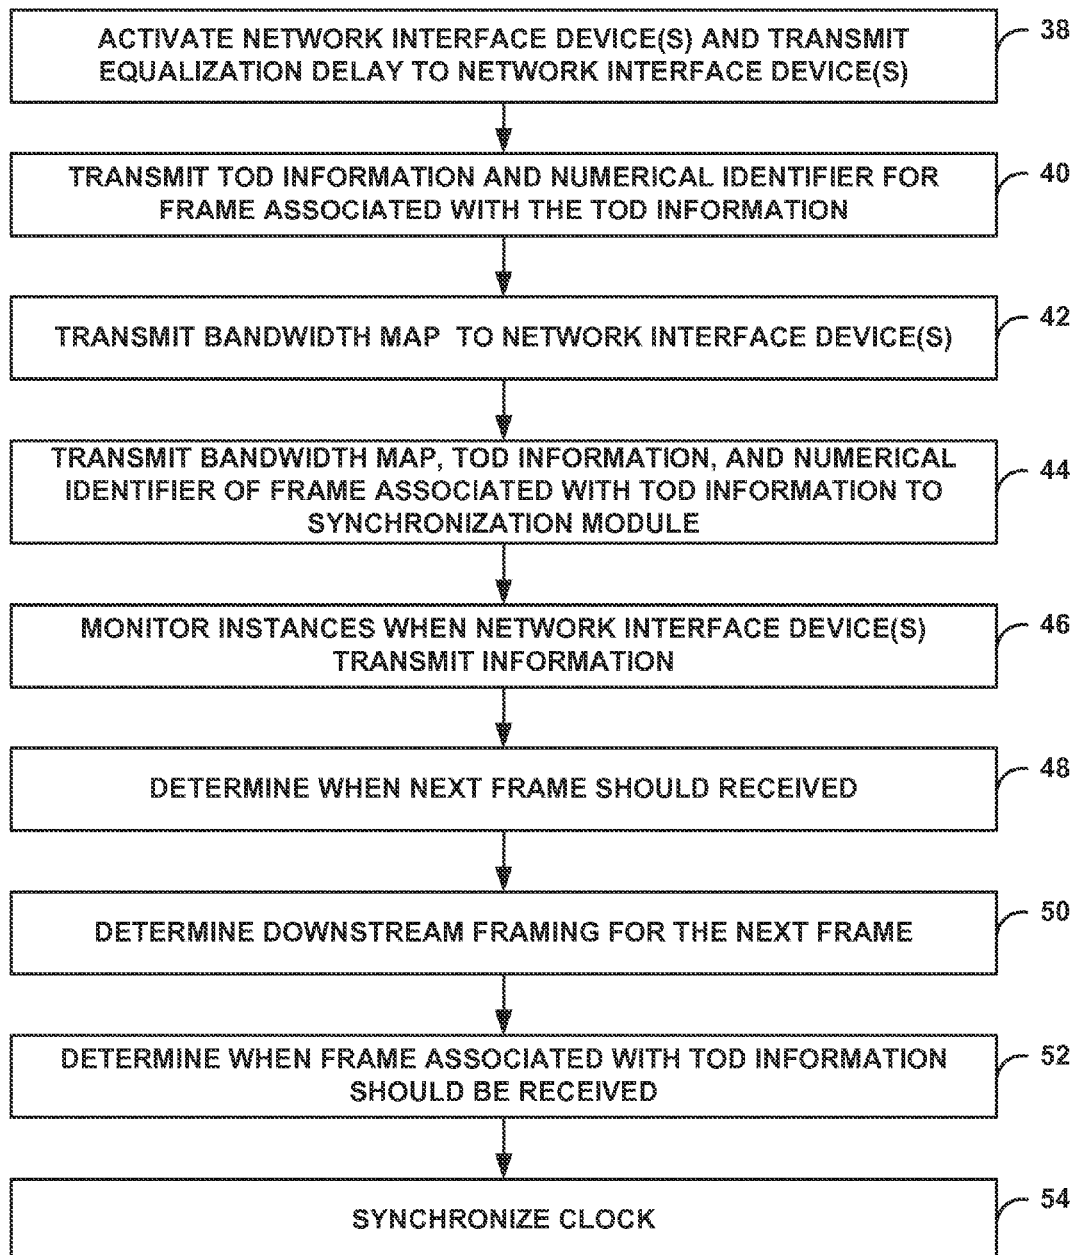 ACTIVATE NETWORK INTERFACE DEVICE(S) AND TRANSMIT
EQUALIZATION DELAY TO NETWORK INTERFACE DEVICE(S)
38
TRANSMIT TOD INFORMATION AND NUMERICAL IDENTIFIER FOR
FRAME ASSOCIATED WITH THE TOD INFORMATION
40
TRANSMIT BANDWIDTH MAP TO NETWORK INTERFACE DEVICE(S)
42
TRANSMIT BANDWIDTH MAP, TOD INFORMATION, AND NUMERICAL
IDENTIFIER OF FRAME ASSOCIATED WITH TOD INFORMATION TO
SYNCHRONIZATION MODULE
44
MONITOR INSTANCES WHEN NETWORK INTERFACE DEVICE(S)
TRANSMIT INFORMATION
46
DETERMINE WHEN NEXT FRAME SHOULD RECEIVED
48
DETERMINE DOWNSTREAM FRAMING FOR THE NEXT FRAME
50
DETERMINE WHEN FRAME ASSOCIATED WITH TOD INFORMATION
SHOULD BE RECEIVED
52
SYNCHRONIZE CLOCK
54